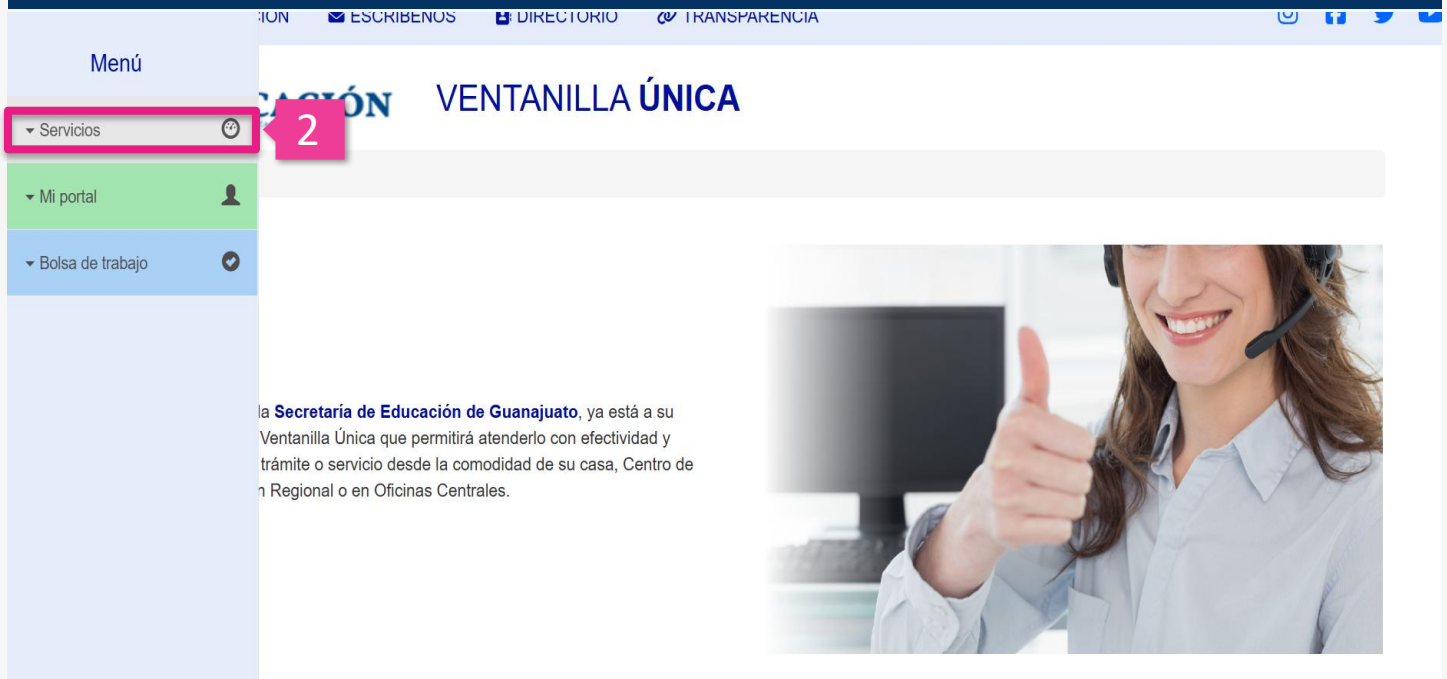 ESCRÍBENOS DIRECTORIO TRANSPARENCIA
Menú
VENTANILLA ÚNICA
Servicios
2
Mi portal
Bolsa de trabajo
la Secretaría de Educación de Guanajuato, ya está a su
Ventanilla Única que permitirá atenderlo con efectividad y
trámite o servicio desde la comodidad de su casa, Centro de
n Regional o en Oficinas Centrales.